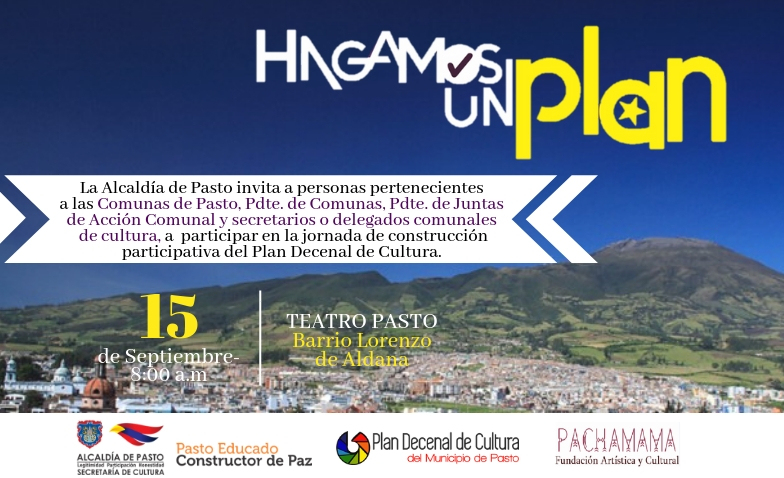 HAGAMOS
UN plan
La Alcaldía de Pasto invita a personas pertenecientes
a las Comunas de Pasto, Pdte. de Comunas, Pdte. de Juntas
de Acción Comunal y secretarios o delegados comunales
de cultura, a participar en la jornada de construcción
participativa del Plan Decenal de Cultura.
15
de Septiembre-
8:00 a.m
TEATRO PASTO
Barrio Lorenzo
de Aldana
ALCALDÍA DE PASTO
Legitimidad Participación Honestidad
SECRETARÍA DE CULTURA
Pasto Educado
Constructor de Paz
Plan Decenal de Cultura
del Municipio de Pasto
PACHAMAMA
Fundación Artística y Cultural